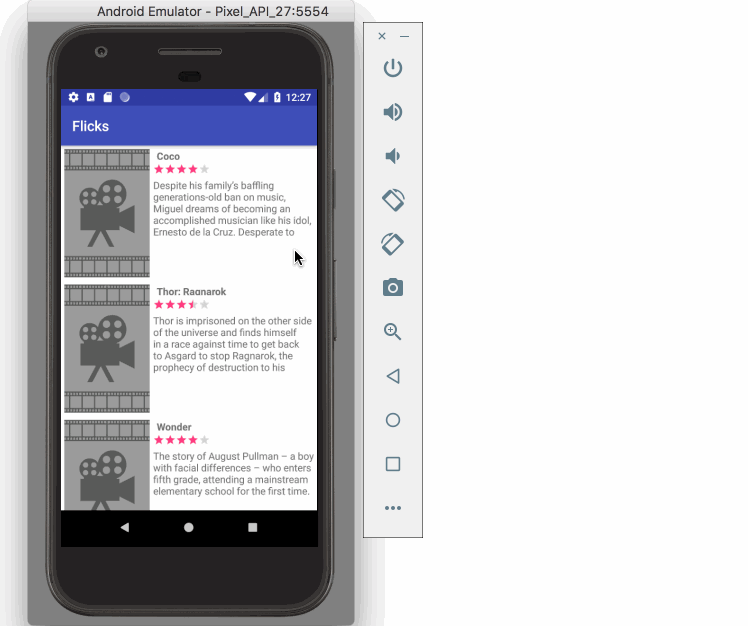 Android Emulator - Pixel_API_27:5554
12:27
Flicks
Coco
Despite his family's baffling
generations-old ban on music,
Miguel dreams of becoming an
accomplished musician like his idol,
Ernesto de la Cruz. Desperate to
Thor: Ragnarok
Thor is imprisoned on the other side
of the universe and finds himself
in a race against time to get back
to Asgard to stop Ragnarok, the
prophecy of destruction to his
Wonder
The story of August Pullman – a boy
with facial differences – who enters
fifth grade, attending a mainstream
elementary school for the first time.